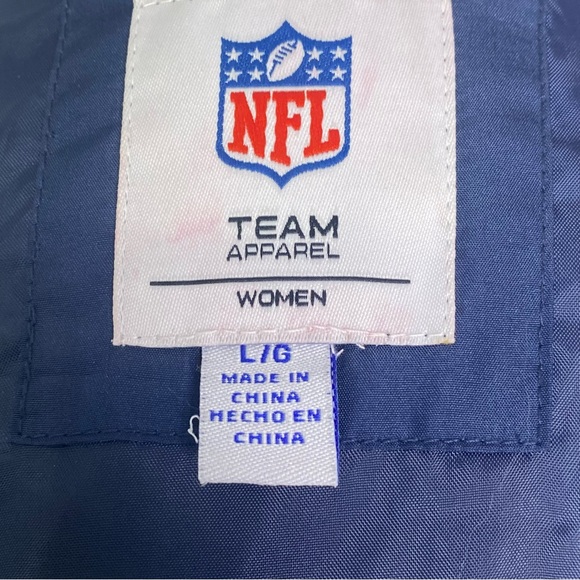 NFL
TEAM
APPAREL
WOMEN
L/G
MADE IN
CHINA
HECHO EN
CHINA